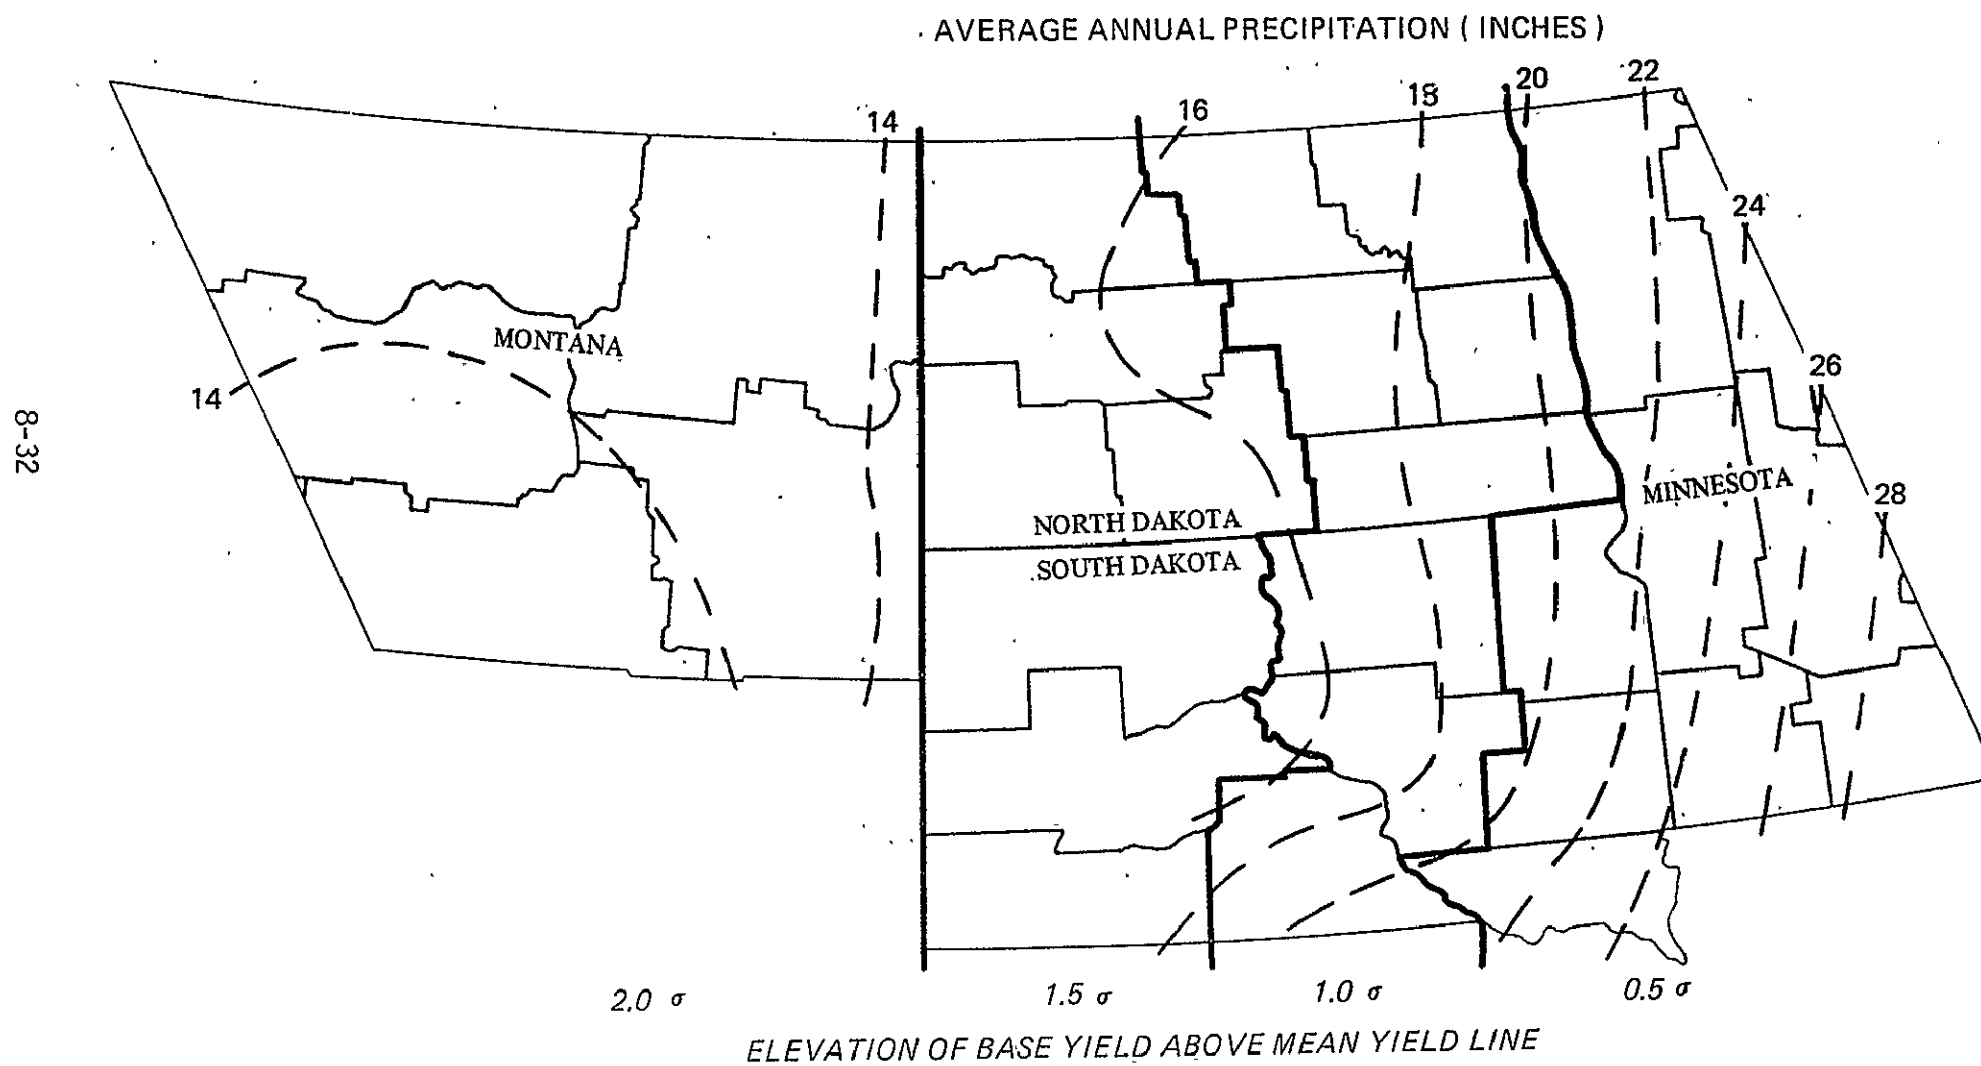 AVERAGE ANNUAL PRECIPITATION ( INCHES )
14 16 18 20 22
24
26
28
MONTANA
14
8-32
MINNESOTA
NORTH DAKOTA
SOUTH DAKOTA
2.0 σ 1.5 σ 1.0 σ 0.5 σ
ELEVATION OF BASE YIELD ABOVE MEAN YIELD LINE